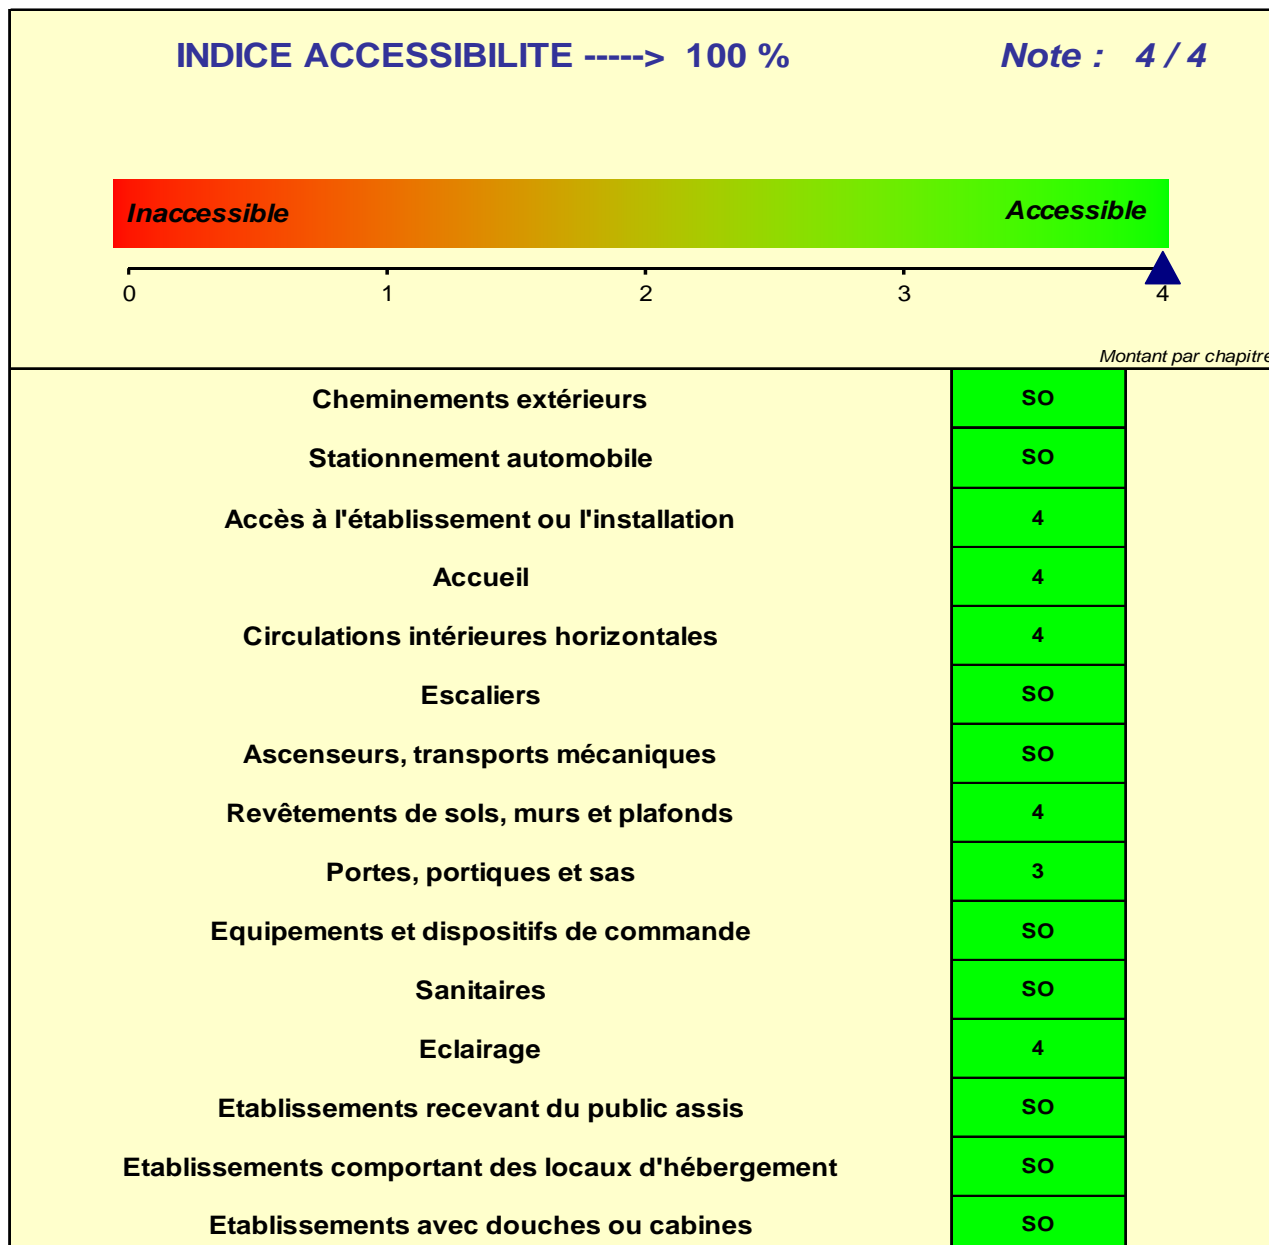 INDICE ACCESSIBILITE -----> 100 % Note : 4 / 4
Inaccessible Accessible
0 1 2 3 4
Montant par chapitre
Cheminements extérieurs SO
Stationnement automobile SO
Accès à l'établissement ou l'installation 4
Accueil 4
Circulations intérieures horizontales 4
Escaliers SO
Ascenseurs, transports mécaniques SO
Revêtements de sols, murs et plafonds 4
Portes, portiques et sas 3
Equipements et dispositifs de commande SO
Sanitaires SO
Eclairage 4
Etablissements recevant du public assis SO
Etablissements comportant des locaux d'hébergement SO
Etablissements avec douches ou cabines SO